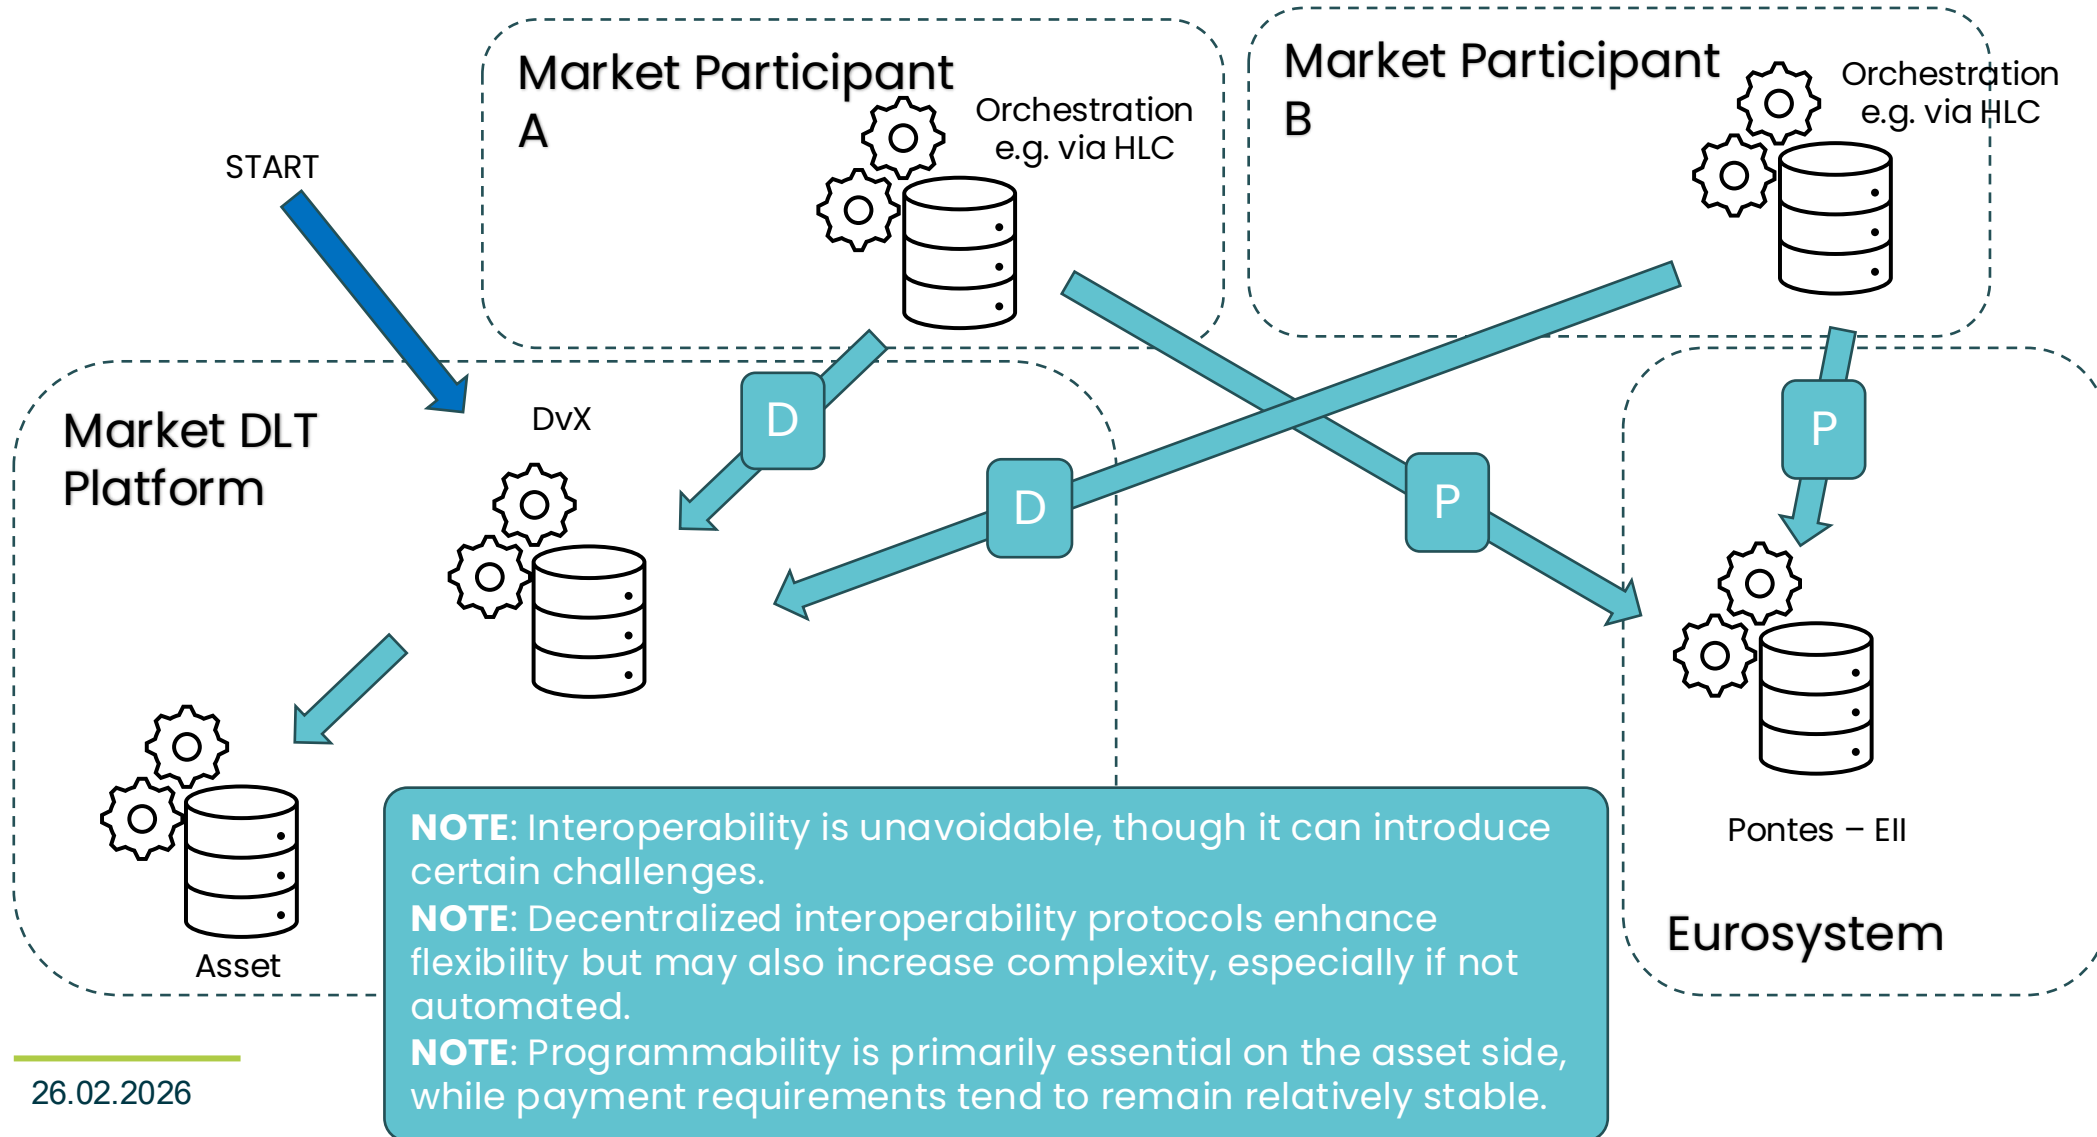 Market Participant
A
Orchestration
e.g. via HLC
Market Participant
B
Orchestration
e.g. via HLC
START
Market DLT
Platform
DvX
D
D
P
P
Asset
Pontes – EII
Eurosystem
NOTE: Interoperability is unavoidable, though it can introduce
certain challenges.
NOTE: Decentralized interoperability protocols enhance
flexibility but may also increase complexity, especially if not
automated.
NOTE: Programmability is primarily essential on the asset side,
while payment requirements tend to remain relatively stable.
26.02.2026